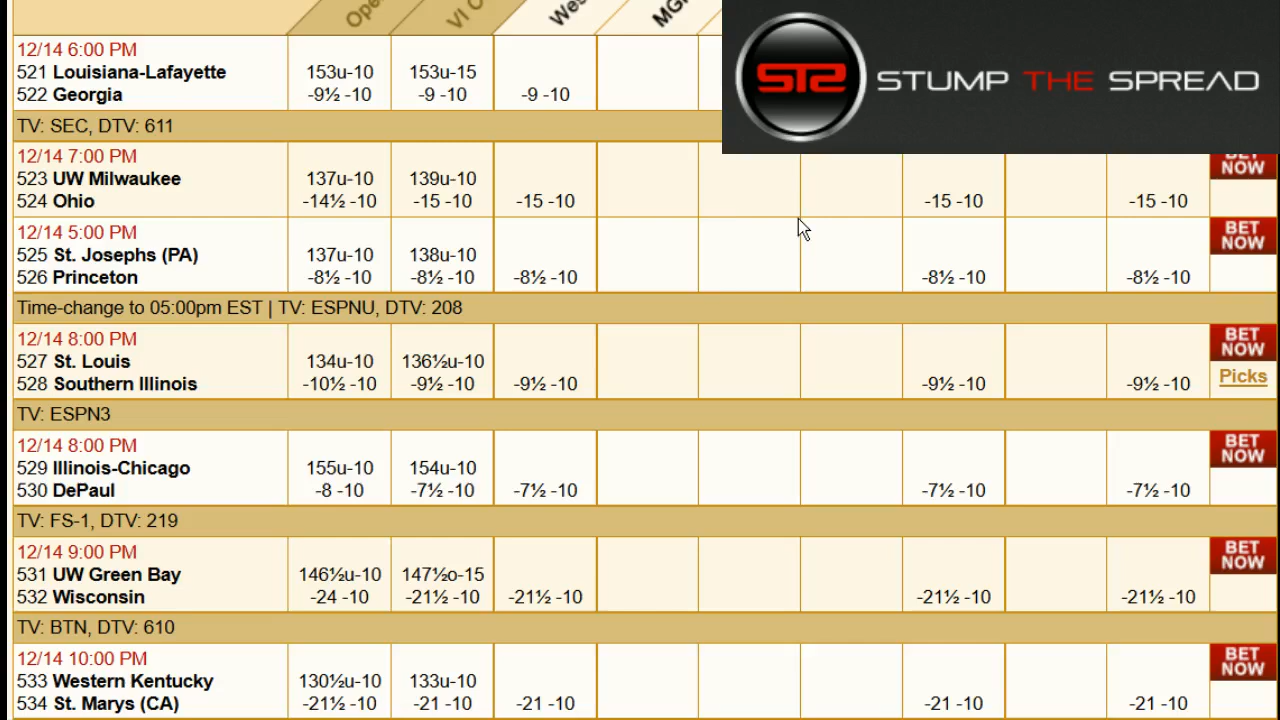 Ope
VI C
Wes
MGM
STS STUMP THE SPREAD
12/14 6:00 PM
521 Louisiana-Lafayette 153u-10 153u-15
522 Georgia -9½ -10 -9 -10 -9 -10
TV: SEC, DTV: 611
12/14 7:00 PM BET
523 UW Milwaukee 137u-10 139u-10 NOW
524 Ohio -14½ -10 -15 -10 -15 -10 -15 -10 -15 -10
12/14 5:00 PM BET
525 St. Josephs (PA) 137u-10 138u-10 NOW
526 Princeton -8½ -10 -8½ -10 -8½ -10 -8½ -10 -8½ -10
Time-change to 05:00pm EST | TV: ESPNU, DTV: 208
12/14 8:00 PM BET
527 St. Louis 134u-10 136½u-10 NOW
528 Southern Illinois -10½ -10 -9½ -10 -9½ -10 -9½ -10 -9½ -10 Picks
TV: ESPN3
12/14 8:00 PM BET
529 Illinois-Chicago 155u-10 154u-10 NOW
530 DePaul -8 -10 -7½ -10 -7½ -10 -7½ -10 -7½ -10
TV: FS-1, DTV: 219
12/14 9:00 PM BET
531 UW Green Bay 146½u-10 147½o-15 NOW
532 Wisconsin -24 -10 -21½ -10 -21½ -10 -21½ -10 -21½ -10
TV: BTN, DTV: 610
12/14 10:00 PM BET
533 Western Kentucky 130½u-10 133u-10 NOW
534 St. Marys (CA) -21½ -10 -21 -10 -21 -10 -21 -10 -21 -10